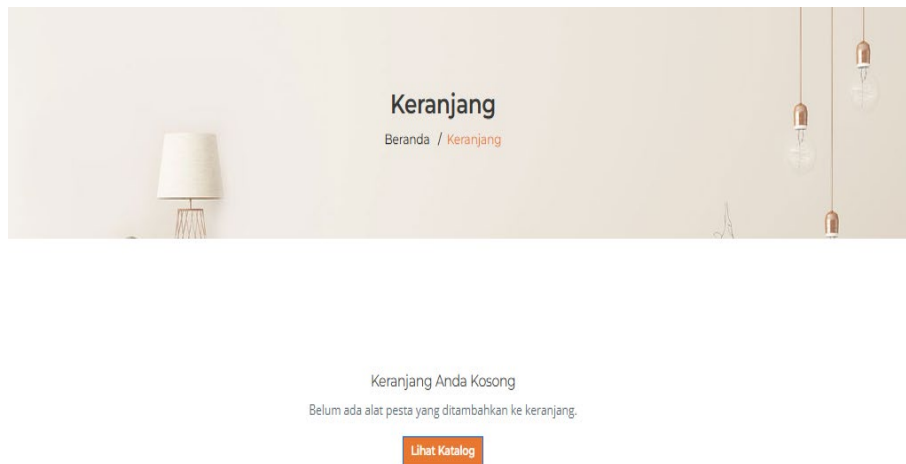 Keranjang
Beranda / Keranjang
Keranjang Anda Kosong
Belum ada alat pesta yang ditambahkan ke keranjang.
Lihat Katalog